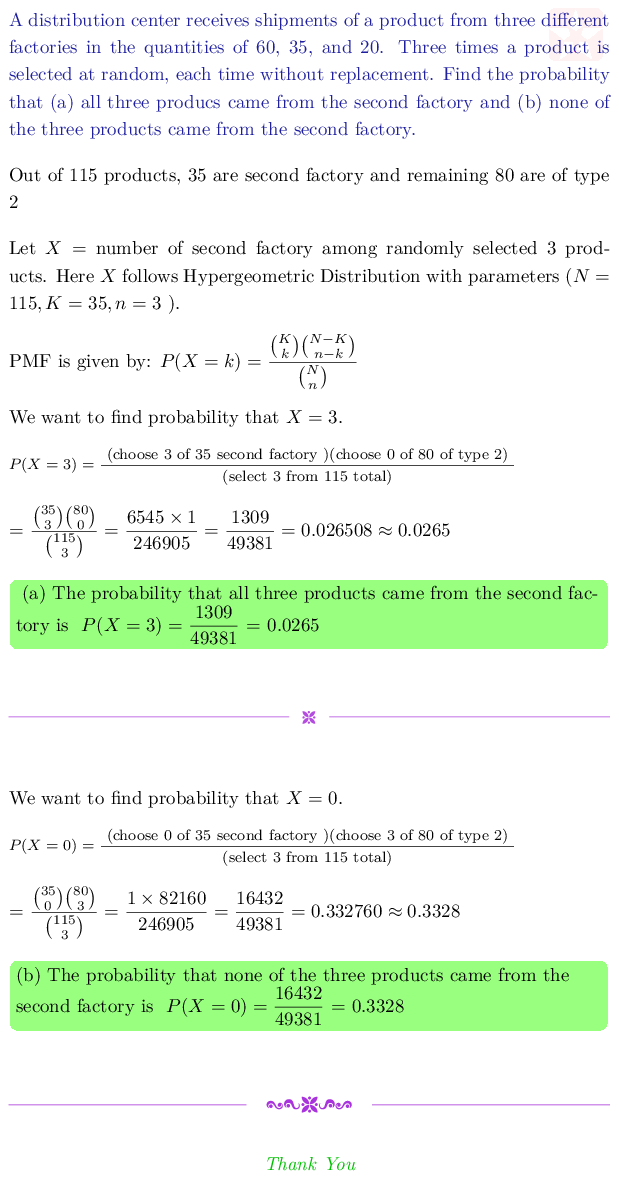 A distribution center receives shipments of a product from three different
factories in the quantities of 60, 35, and 20. Three times a product is
selected at random, each time without replacement. Find the probability
that (a) all three producs came from the second factory and (b) none of
the three products came from the second factory.
Out of 115 products, 35 are second factory and remaining 80 are of type
2
Let X = number of second factory among randomly selected 3 prod-
ucts. Here X follows Hypergeometric Distribution with parameters (N =
115, K = 35, n = 3 ).
PMF is given by: P(X = k) = \frac{\binom{K}{k}\binom{N-K}{n-k}}{\binom{N}{n}}
We want to find probability that X = 3.
P(X = 3) = \frac{(choose 3 of 35 second factory )(choose 0 of 80 of type 2)}{(select 3 from 115 total)}
= \frac{\binom{35}{3}\binom{80}{0}}{\binom{115}{3}} = \frac{6545 × 1}{246905} = \frac{1309}{49381} = 0.026508 ≈ 0.0265
(a) The probability that all three products came from the second fac-
tory is P(X = 3) = \frac{1309}{49381} = 0.0265
We want to find probability that X = 0.
P(X = 0) = \frac{(choose 0 of 35 second factory )(choose 3 of 80 of type 2)}{(select 3 from 115 total)}
= \frac{\binom{35}{0}\binom{80}{3}}{\binom{115}{3}} = \frac{1 × 82160}{246905} = \frac{16432}{49381} = 0.332760 ≈ 0.3328
(b) The probability that none of the three products came from the
second factory is P(X = 0) = \frac{16432}{49381} = 0.3328
Thank You